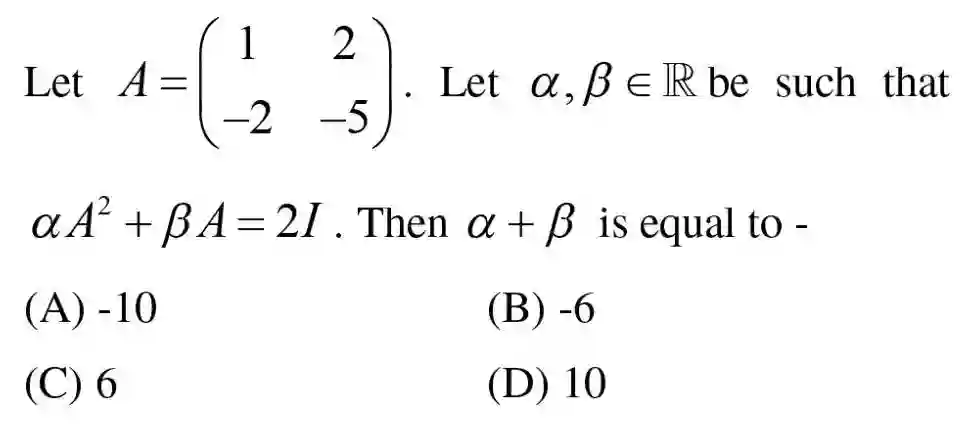 Let A = ( 1 2 ; -2 -5 ) . Let α, β ∈ ℝ be such that
αA² + βA = 2I . Then α + β is equal to -
(A) -10 (B) -6
(C) 6 (D) 10